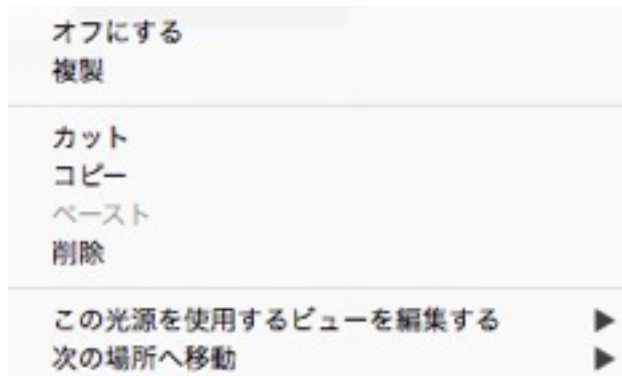 オフにする
複製
カット
コピー
ペースト
削除
この光源を使用するビューを編集する
次の場所へ移動